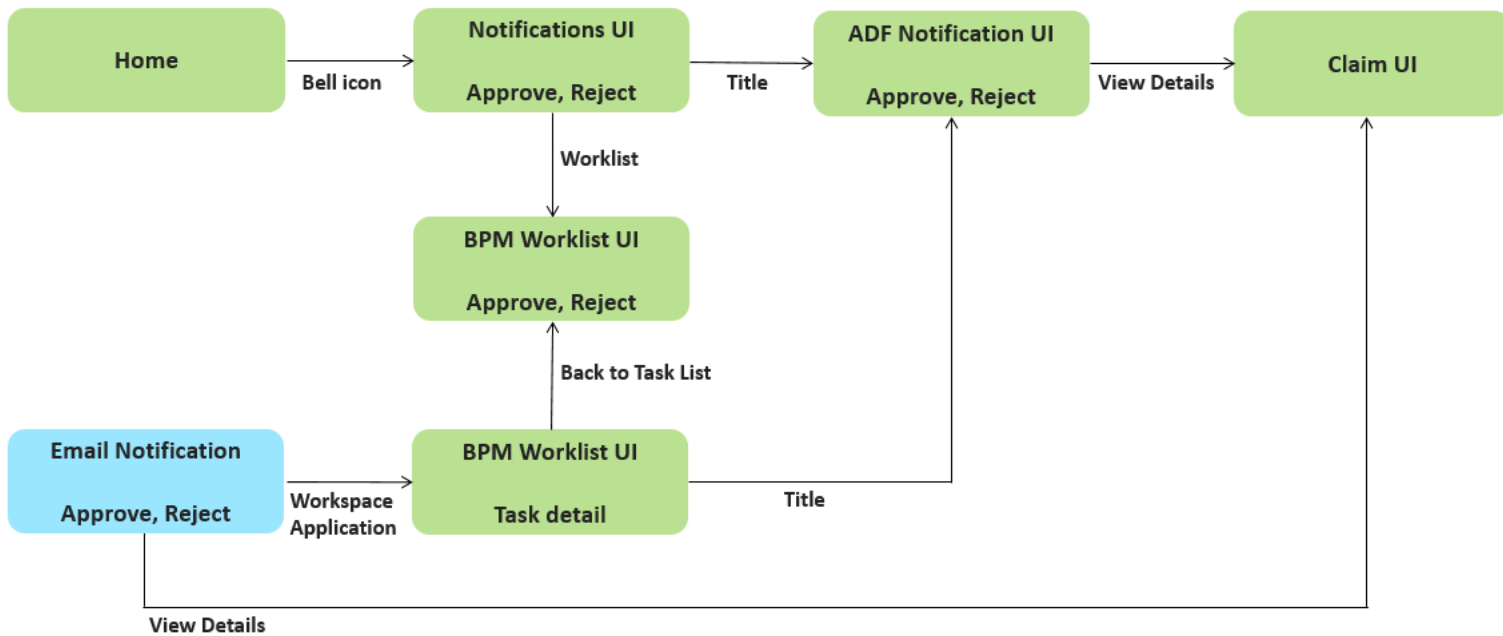 Home
Bell icon
Notifications UI
Approve, Reject
Title
ADF Notification UI
Approve, Reject
View Details
Claim UI
Worklist
BPM Worklist UI
Approve, Reject
Back to Task List
Email Notification
Approve, Reject
Workspace
Application
BPM Worklist UI
Task detail
Title
View Details